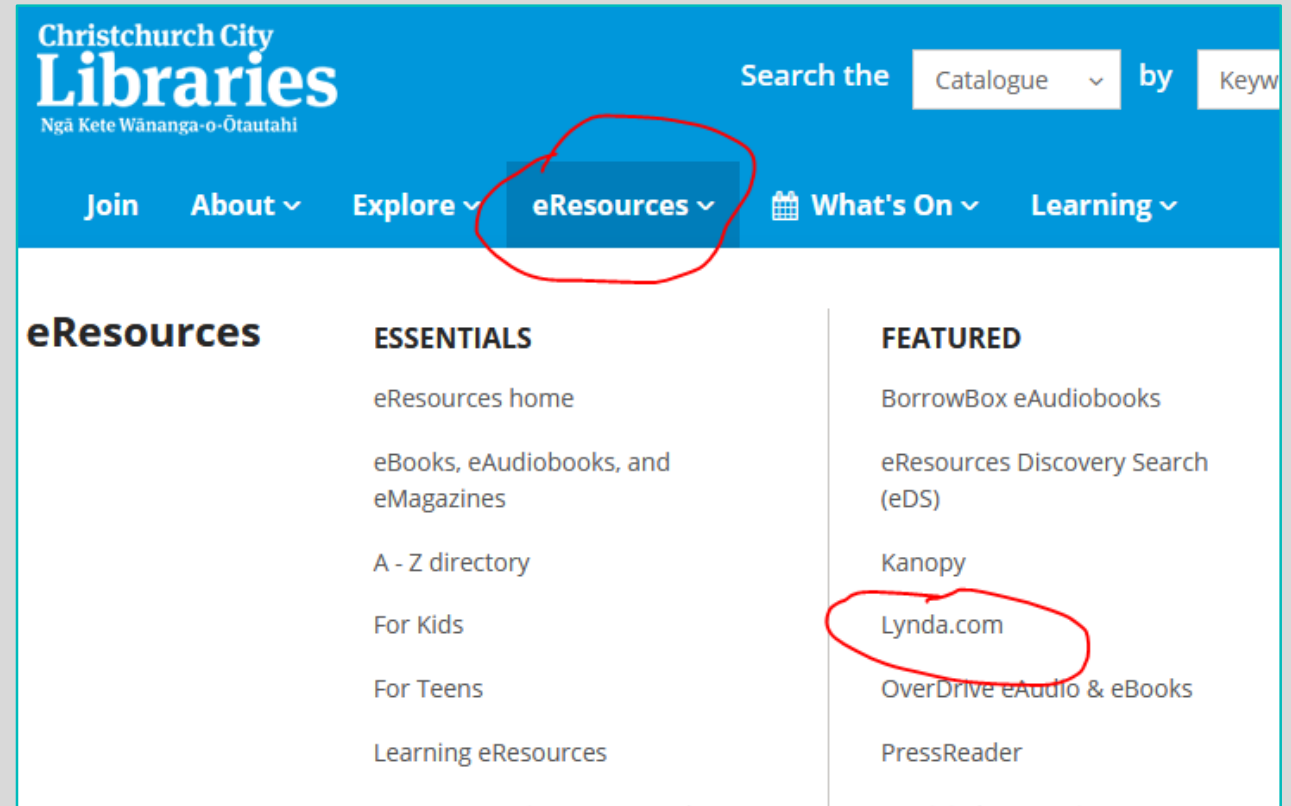 Christchurch City
Libraries
Ngā Kete Wānanga-o-Ōtautahi
Search the Catalogue by Keyw
Join About Explore eResources What's On Learning
eResources
ESSENTIALS
eResources home
eBooks, eAudiobooks, and
eMagazines
A - Z directory
For Kids
For Teens
Learning eResources
FEATURED
BorrowBox eAudiobooks
eResources Discovery Search
(eDS)
Kanopy
Lynda.com
OverDrive eAudio & eBooks
PressReader